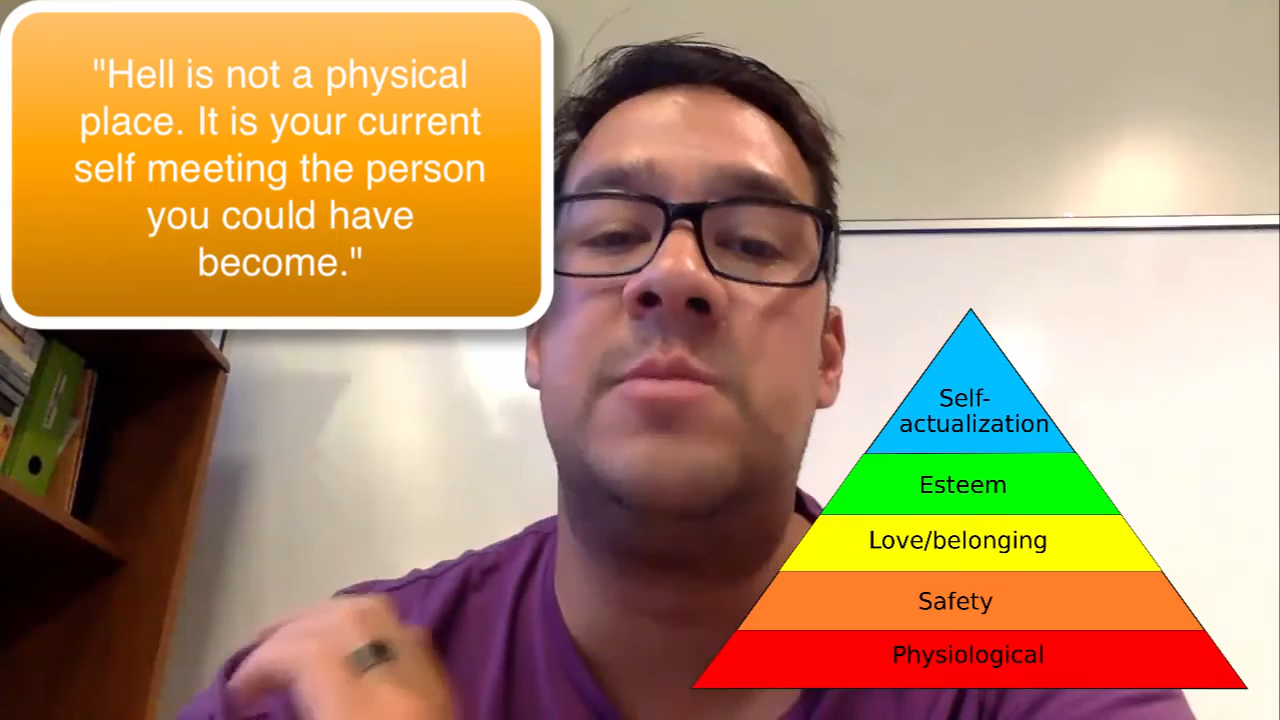 "Hell is not a physical
place. It is your current
self meeting the person
you could have
become."
Self-
actualization
Esteem
Love/belonging
Safety
Physiological